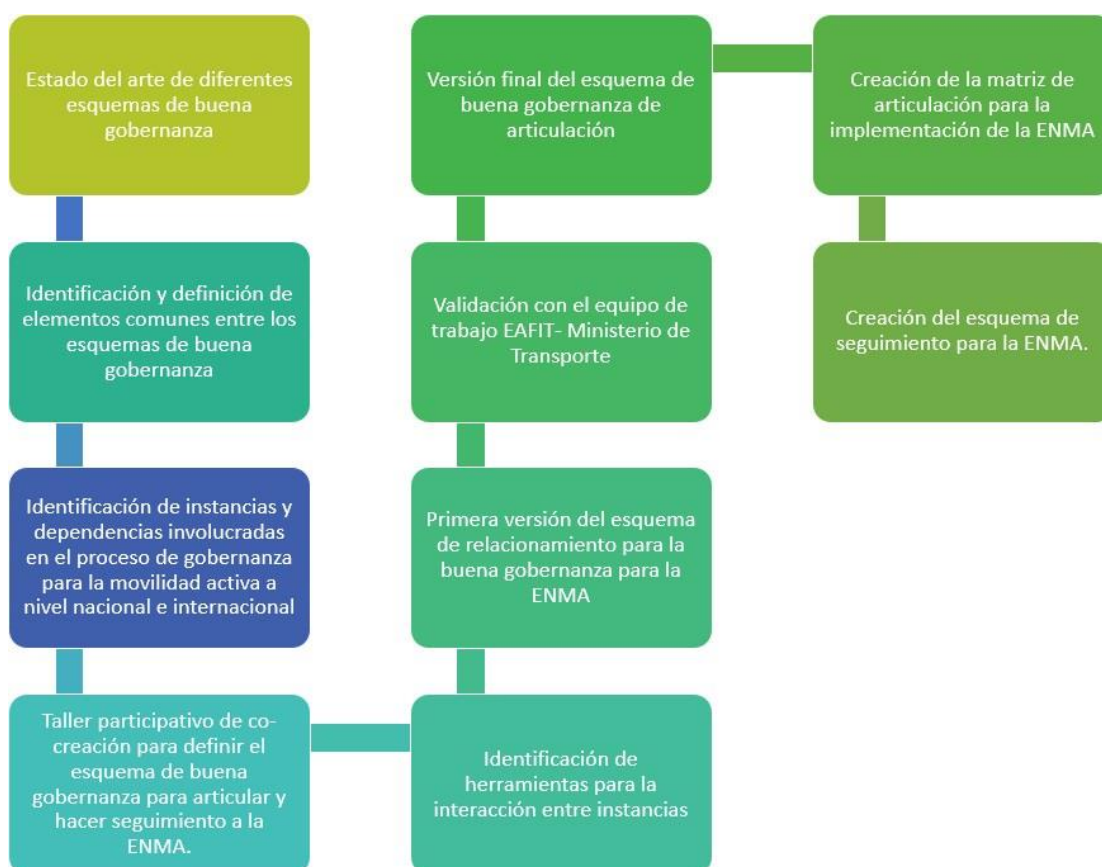 Estado del arte de diferentes
esquemas de buena
gobernanza
Identificación y definición de
elementos comunes entre los
esquemas de buena
gobernanza
Identificación de instancias y
dependencias involucradas
en el proceso de gobernanza
para la movilidad activa a
nivel nacional e internacional
Taller participativo de co-
creación para definir el
esquema de buena
gobernanza para articular y
hacer seguimiento a la
ENMA.
Identificación de
herramientas para la
interacción entre instancias
Primera versión del esquema
de relacionamiento para la
buena gobernanza para la
ENMA
Validación con el equipo de
trabajo EAFIT- Ministerio de
Transporte
Versión final del esquema de
buena gobernanza de
articulación
Creación de la matriz de
articulación para la
implementación de la ENMA
Creación del esquema de
seguimiento para la ENMA.